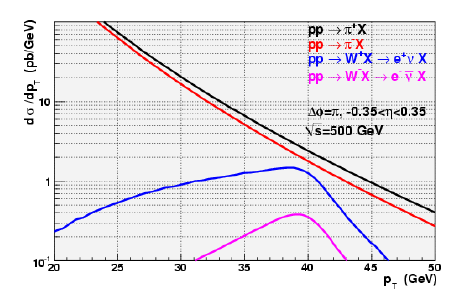 pp → π⁺X
pp → π⁻X
pp → W⁺X → e⁺ ν X
pp → W⁻X → e⁻ ν̄ X
Δφ=π, -0.35<η<0.35
√s=500 GeV
dσ/dp_T (pb/GeV)
10
1
10⁻¹
20 25 30 35 40 45 50
p_T (GeV)